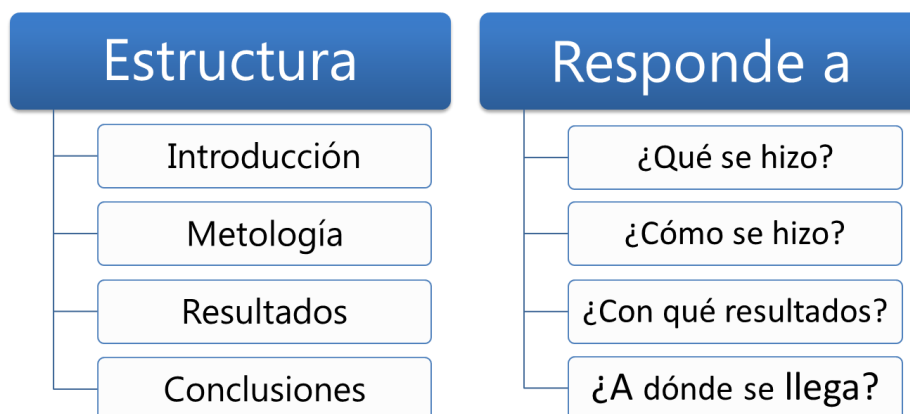 Estructura
Introducción
Metología
Resultados
Conclusiones
Responde a
¿Qué se hizo?
¿Cómo se hizo?
¿Con qué resultados?
¿A dónde se llega?